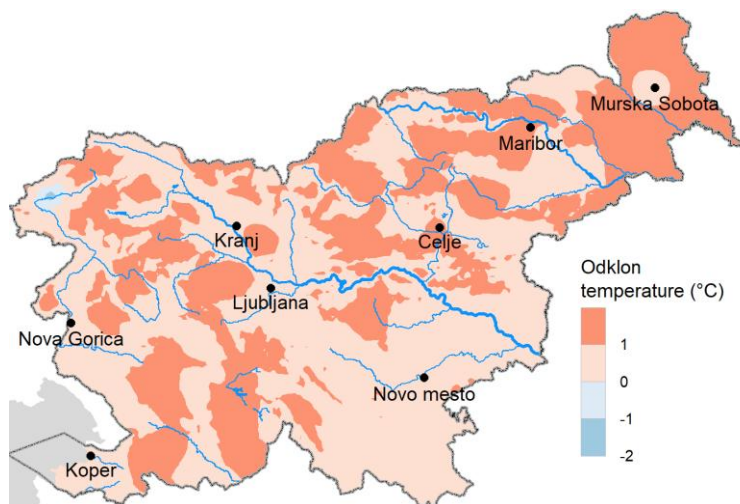 Murska Sobota
Maribor
Kranj
Celje
Ljubljana
Nova Gorica
Novo mesto
Koper
Odklon
temperature (°C)
1
0
-1
-2